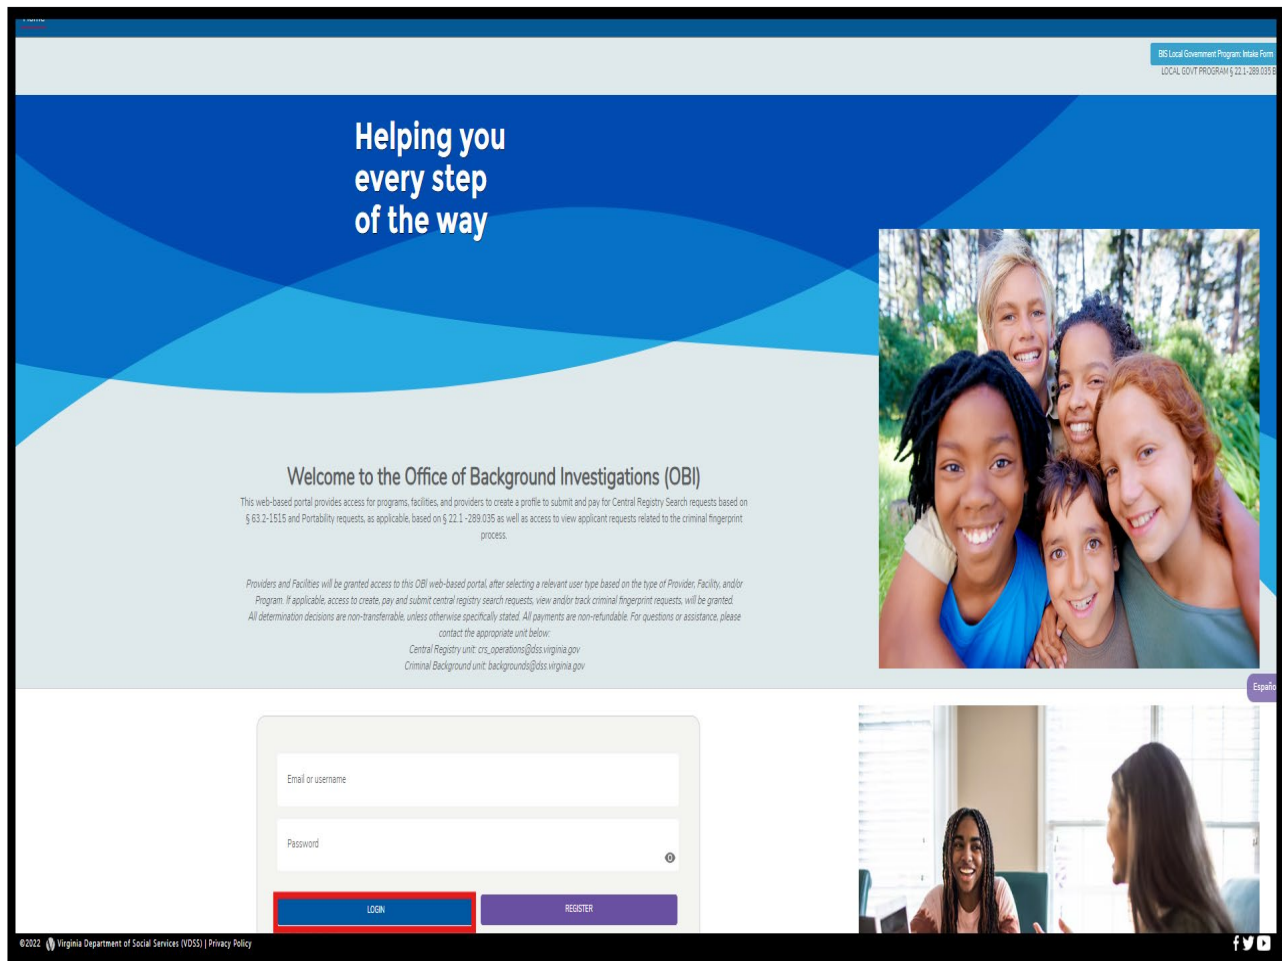 Home
BIS Local Government Program: Intake Form
LOCAL GOVT PROGRAM § 22.1-289.035 B
Helping you
every step
of the way
Welcome to the Office of Background Investigations (OBI)
This web-based portal provides access for programs, facilities, and providers to create a profile to submit and pay for Central Registry Search requests based on
§ 63.2-1515 and Portability requests, as applicable, based on § 22.1 -289.035 as well as access to view applicant requests related to the criminal fingerprint
process.
Providers and Facilities will be granted access to this OBI web-based portal, after selecting a relevant user type based on the type of Provider, Facility, and/or
Program. If applicable, access to create, pay and submit central registry search requests, view and/or track criminal fingerprint requests, will be granted.
All determination decisions are non-transferrable, unless otherwise specifically stated. All payments are non-refundable. For questions or assistance, please
contact the appropriate unit below:
Central Registry unit: crs_operations@dss.virginia.gov
Criminal Background unit: backgrounds@dss.virginia.gov
Españo
Email or username
Password
LOGIN
REGISTER
©2022 Virginia Department of Social Services (VDSS) | Privacy Policy